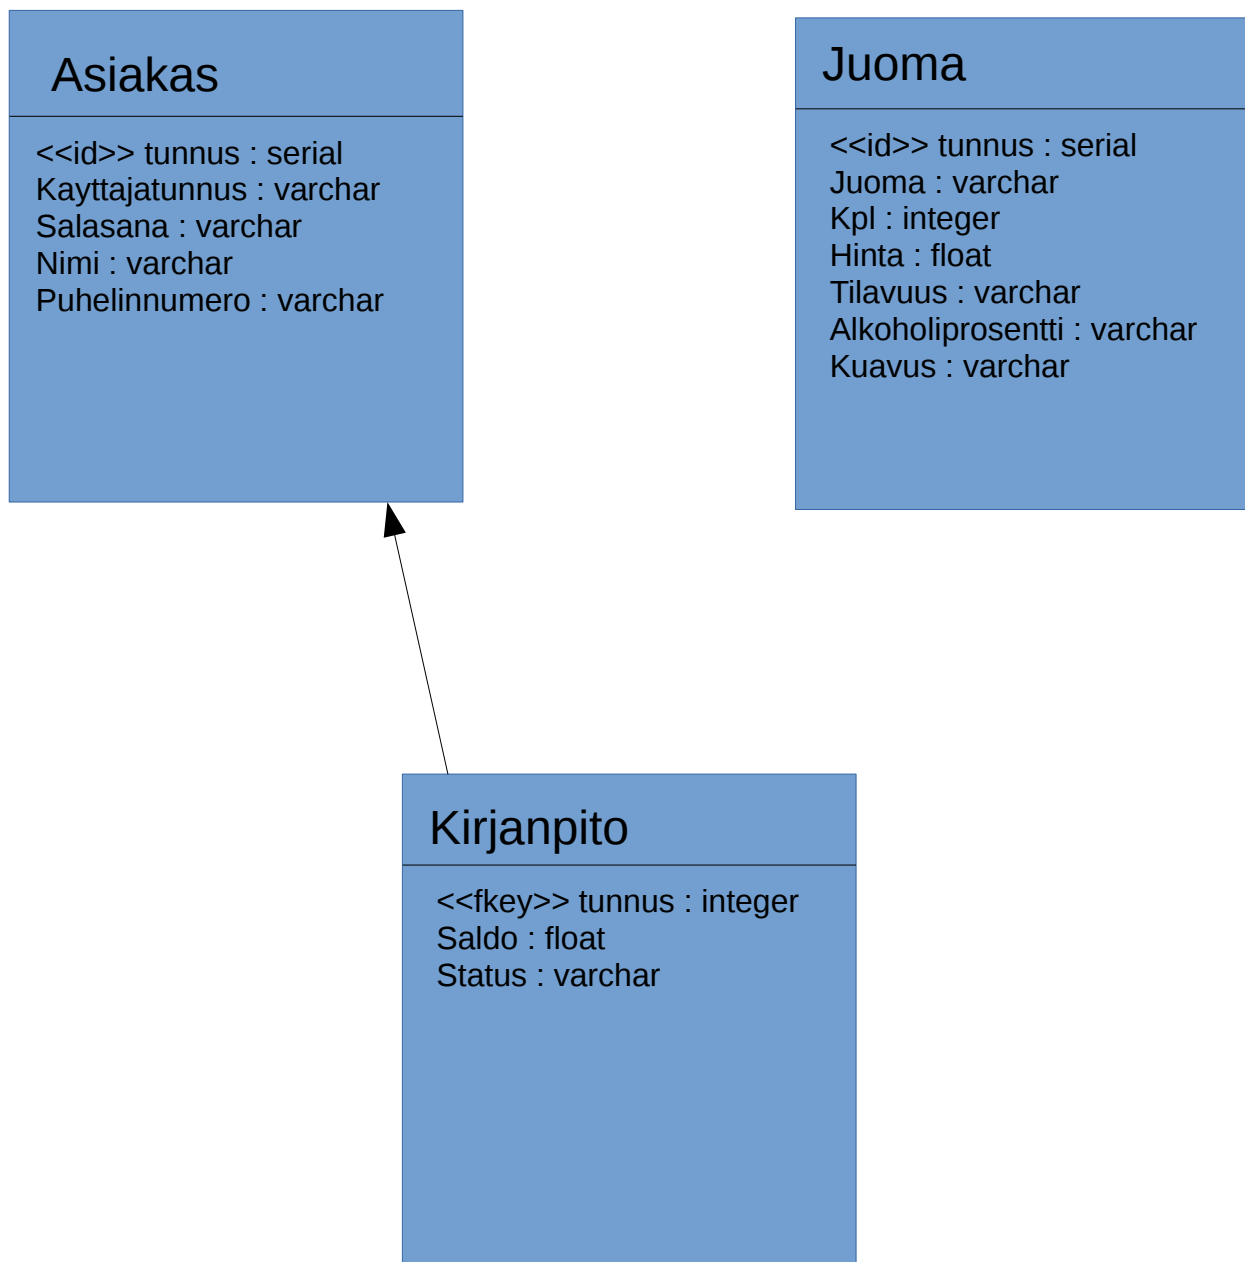 Asiakas
<<id>> tunnus : serial
Kayttajatunnus : varchar
Salasana : varchar
Nimi : varchar
Puhelinnumero : varchar
Juoma
<<id>> tunnus : serial
Juoma : varchar
Kpl : integer
Hinta : float
Tilavuus : varchar
Alkoholiprosentti : varchar
Kuavus : varchar
Kirjanpito
<<fkey>> tunnus : integer
Saldo : float
Status : varchar